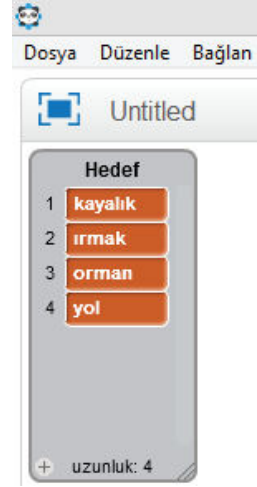 Dosya Düzenle Bağlan
Untitled
Hedef
1 kayalık
2 ırmak
3 orman
4 yol
+ uzunluk: 4